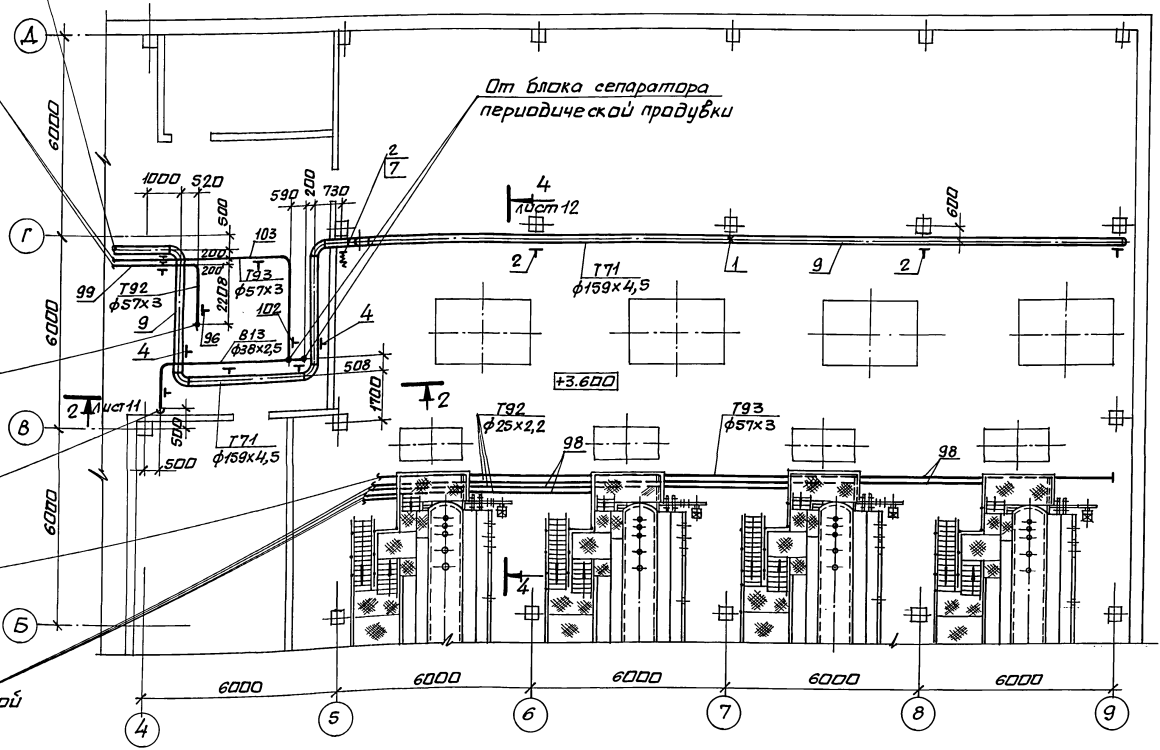 Д
От блока сепаратора
периодической продувки
6000
2
7
1000
520
590
200
730
4
Лист 12
600
500
Г
103
200
200
99
Т92
ф57х3
Т93
ф57х3
2208
2
Т71
ф159х4,5
1
9
2
9
96
102
4
4
В13
ф38х2,5
6000
508
1700
+3.600
2
Лист 11
2
500
В
500
Т71
ф159х4,5
Т92
ф25х2,2
98
Т93
ф57х3
98
6000
4
Б
ой
6000
6000
6000
6000
6000
4
5
6
7
8
9